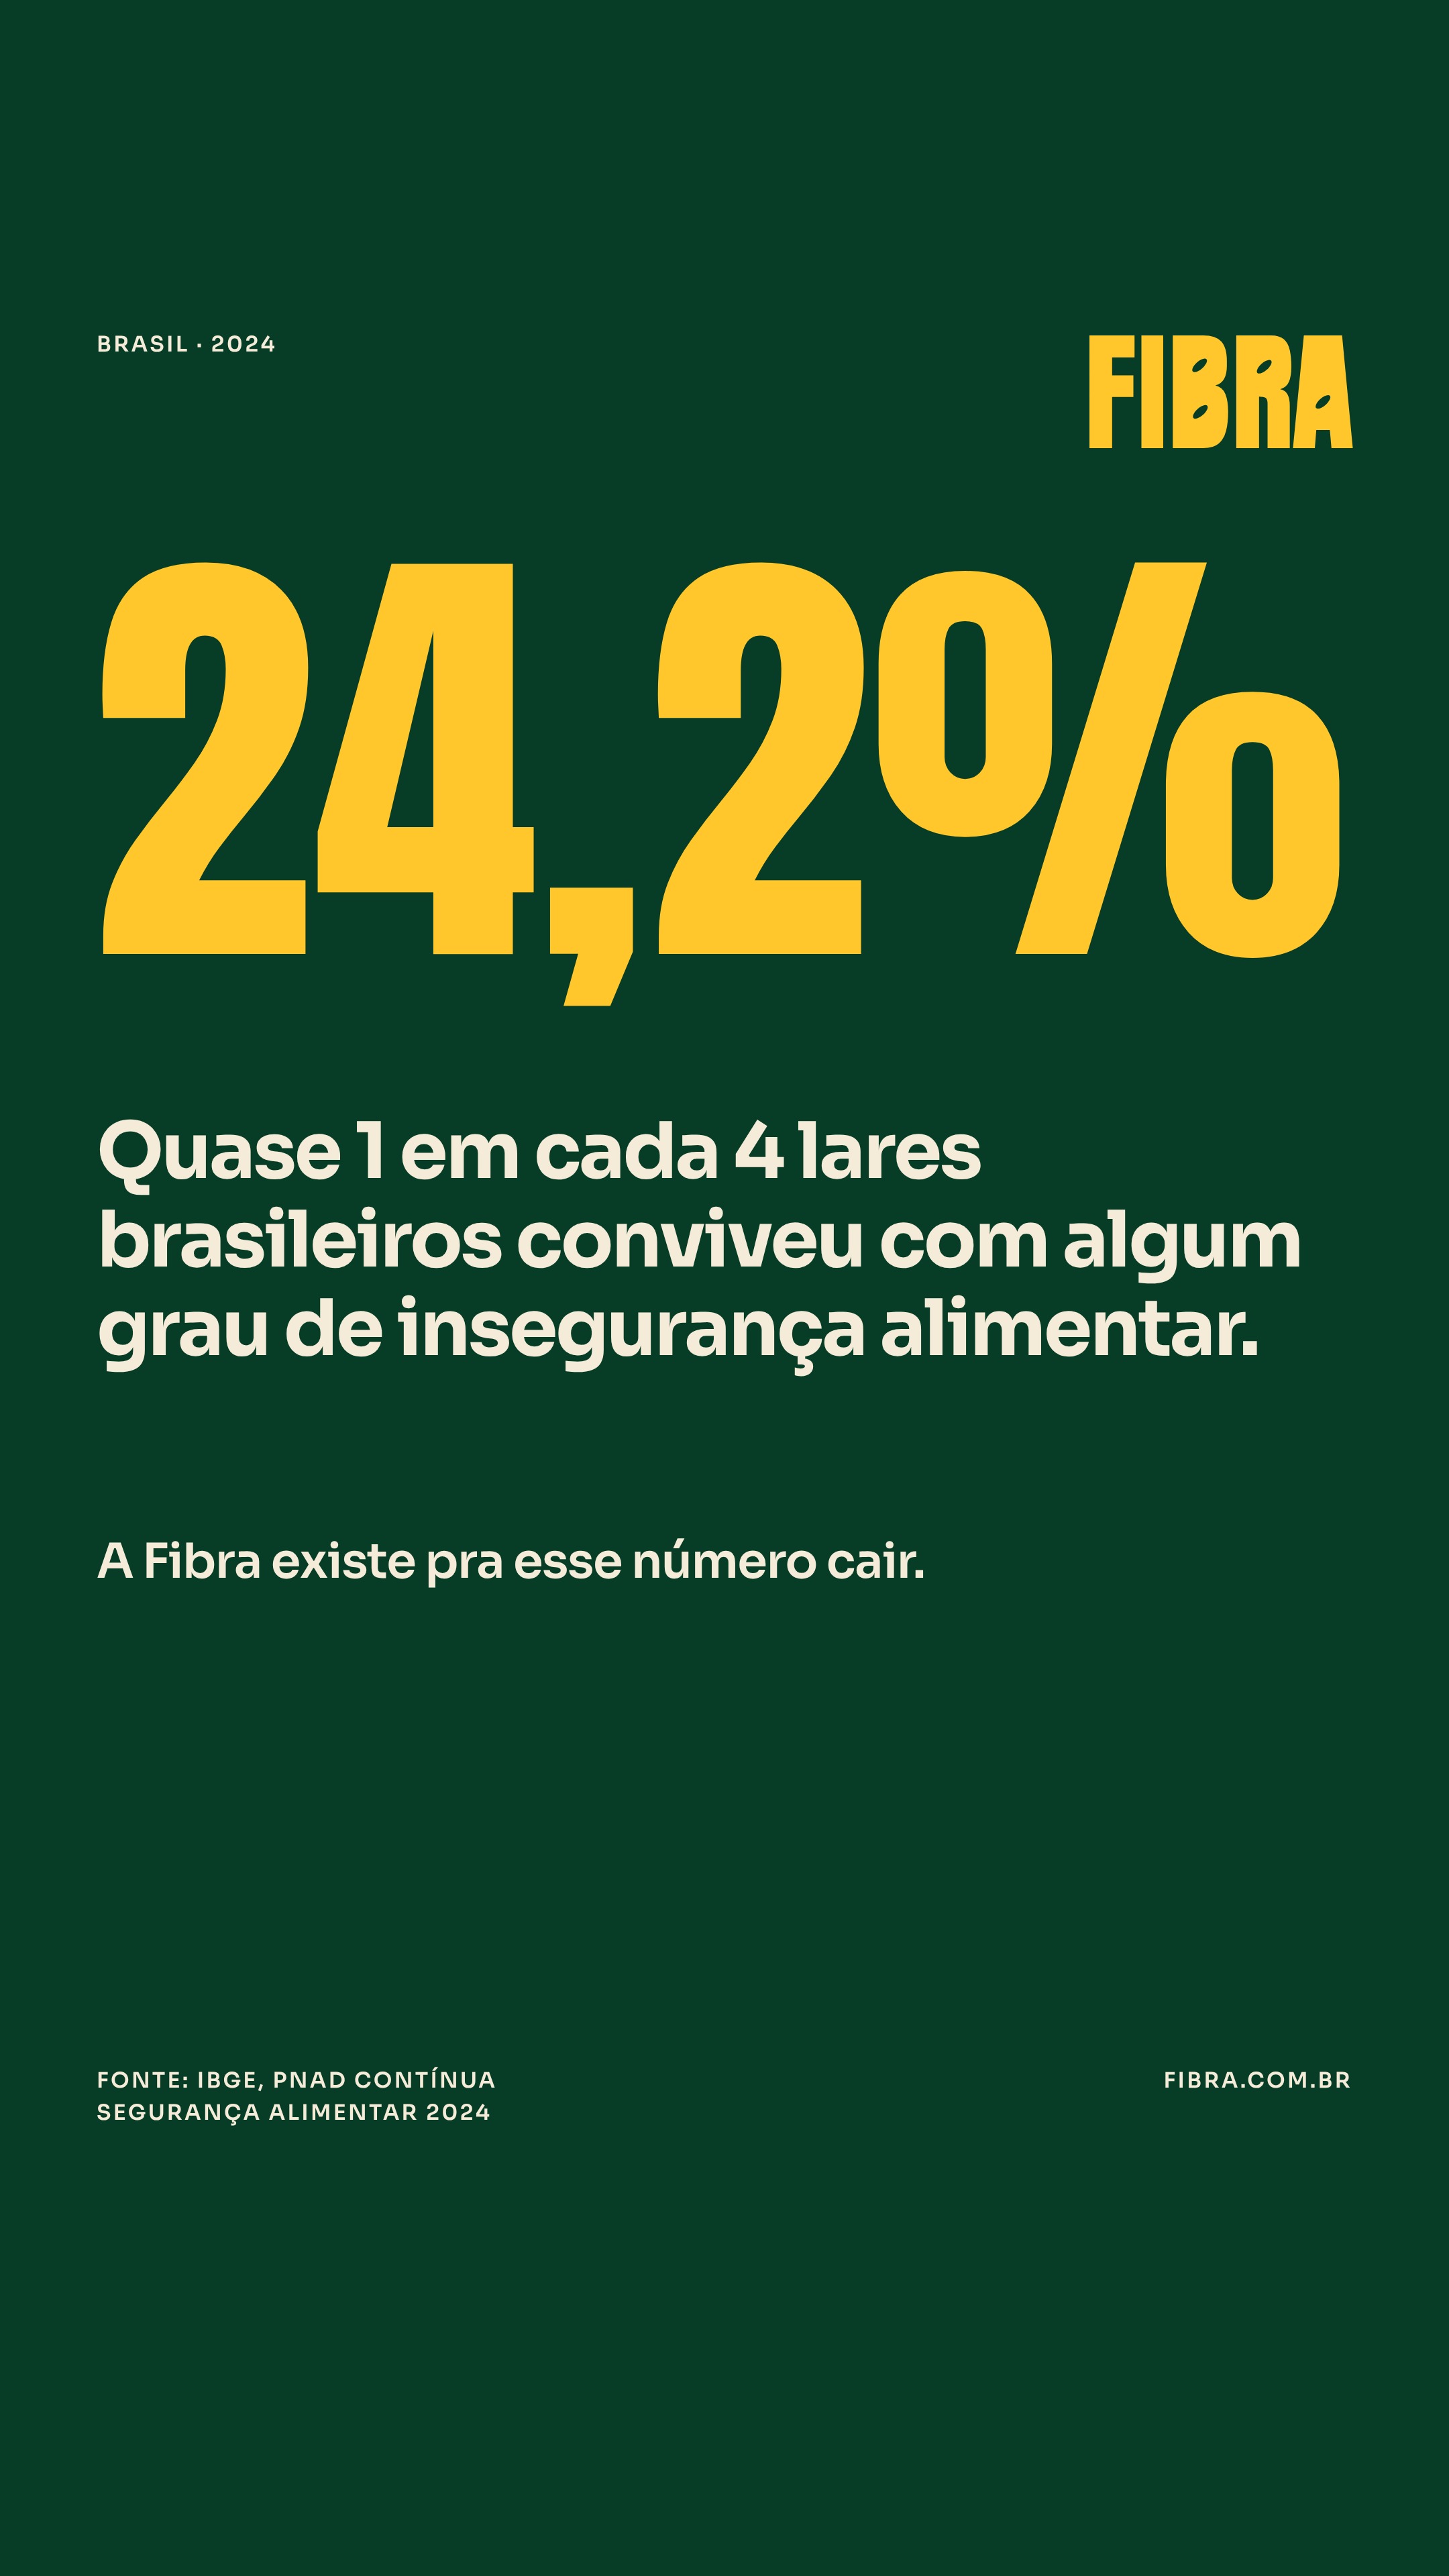 BRASIL · 2024
FIBRA
24,2%
Quase 1 em cada 4 lares
brasileiros conviveu com algum
grau de insegurança alimentar.
A Fibra existe pra esse número cair.
FONTE: IBGE, PNAD CONTÍNUA
SEGURANÇA ALIMENTAR 2024
FIBRA.COM.BR